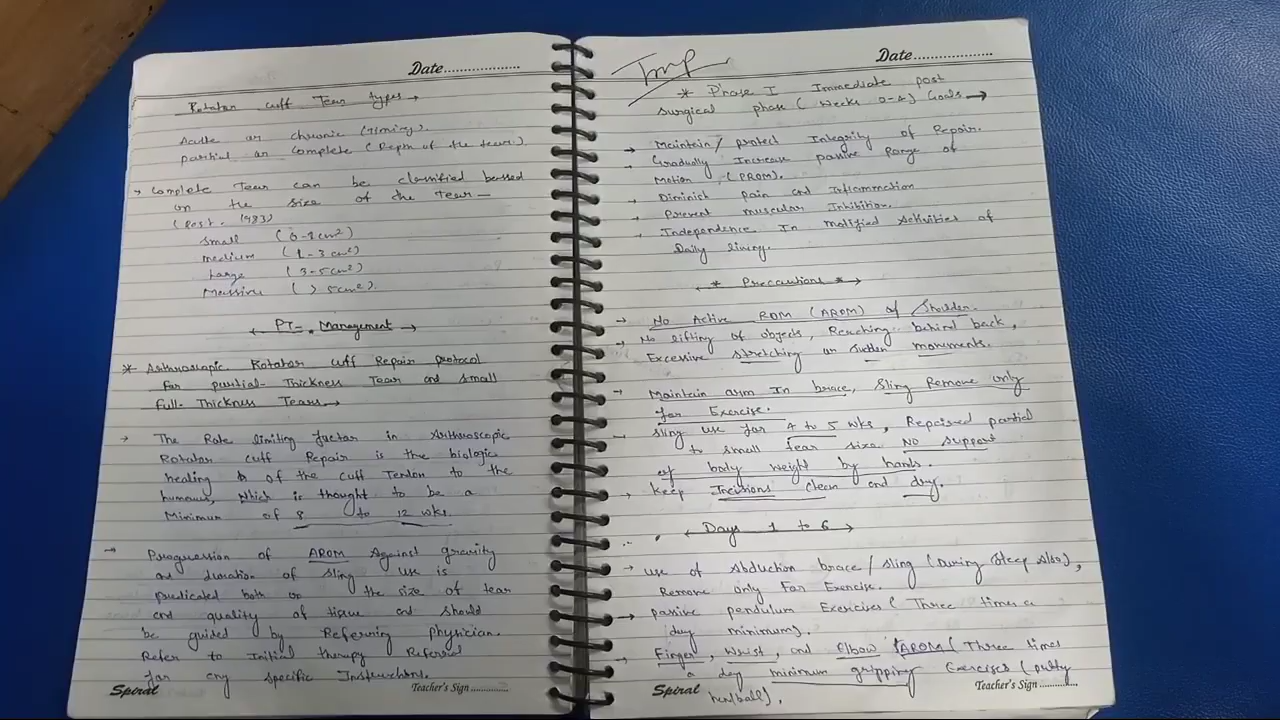 Date
Rotator cuff Tear types →
Acute or chronic (Timing).
partial or complete (Depth of the tear)
→ Complete Tear can be classified bassed
on the size of the Tear —
(Post. 1983)
Small (0-1 cm²)
medium (1-3 cm²)
Large (3-5 cm²)
Massive (> 5 cm²).
← PT Management →
* Arthroscopic Rotator cuff Repair protocol
for partial-Thickness Tear and small
full-Thickness Tears →
→ The Rate limiting factor in Arthroscopic
Rotator cuff Repair is the biologic
healing of the cuff Tendon to the
humerus, which is thought to be a
Minimum of 8 to 12 wks.
→ Progression of AROM Against gravity
or duration of sling use is
predicated both on the size of tear
and quality of tissue and should
be guided by Referring physician.
Refer to Initial therapy Referral
for any specific Instructions.
Spiral Teacher's Sign
Date
Imp
* Phase I Immediate post
surgical phase (Weeks 0-4) Goals →
→ Maintain/protect Integrity of Repair.
→ Gradually Increase passive Range of
Motion (PROM).
→ Diminish pain and Inflammation
→ Prevent muscular Inhibition.
→ Independence In modified Activities of
Daily living.
← * Precautions * →
→ No Active ROM (AROM) of Shoulder.
→ No lifting of objects, Reaching behind back,
Excessive stretching or sudden movements.
→ Maintain arm In brace, Sling Remove only
for Exercise.
Sling use for 4 to 5 wks, Repaired partial
to small tear size No support
of body weight by hands.
→ Keep Incisions clean and dry.
← Days 1 to 6 →
→ use of Abduction brace/sling (During sleep also),
Remove only For Exercise.
→ passive pendulum Exercises (Three times a
day minimum).
→ Finger, Wrist, and Elbow AROM (Three times
a day minimum gripping Exercises (putty
Spiral Teacher's Sign